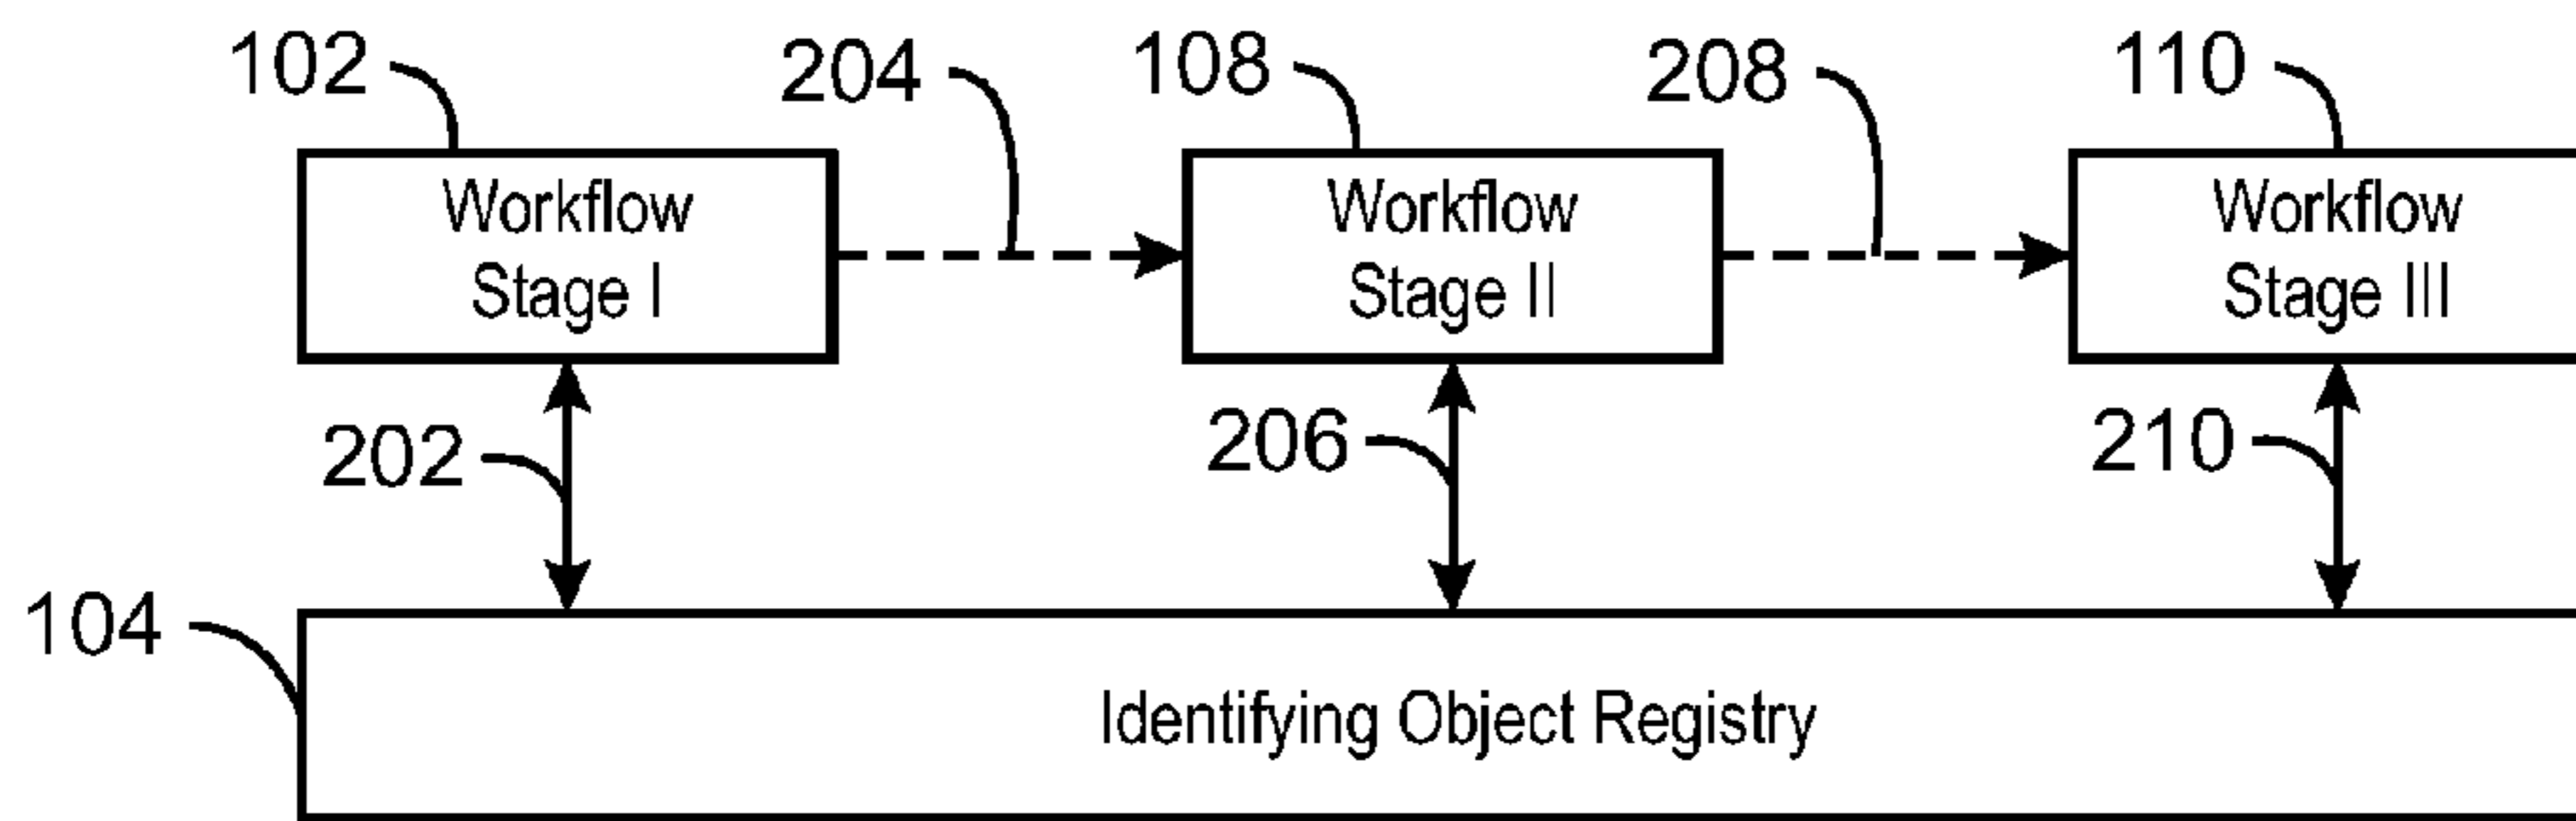 102
204
108
208
110
Workflow
Stage I
Workflow
Stage II
Workflow
Stage III
202
206
210
104
Identifying Object Registry